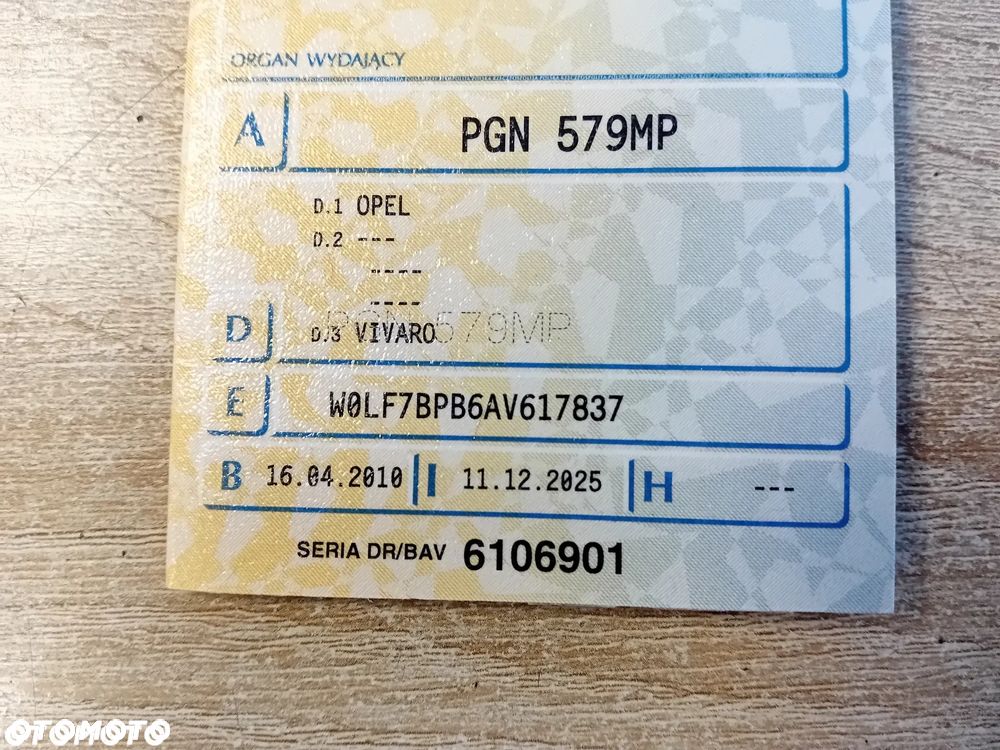 ORGAN WYDAJĄCY
A PGN 579MP
D.1 OPEL
D.2 ---
----
----
D D.3 VIVARO
PGN 579MP
E W0LF7BPB6AV617837
B 16.04.2010 I 11.12.2025 H ---
SERIA DR/BAV 6106901
OTOMOTO